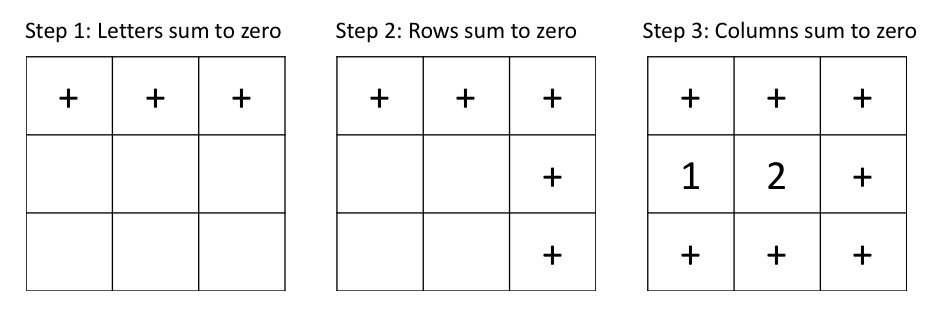 Step 1: Letters sum to zero
+ + +
Step 2: Rows sum to zero
+ + +
+
+
Step 3: Columns sum to zero
+ + +
1 2 +
+ + +